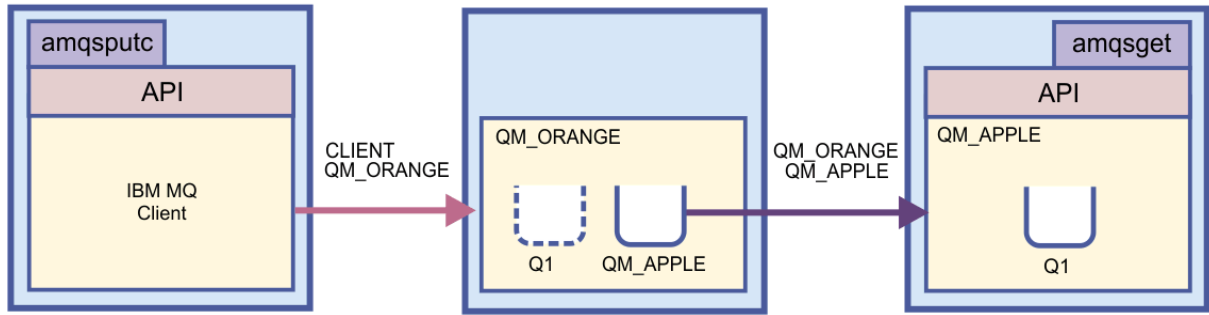 amqsputc
API
IBM MQ
Client
CLIENT
QM_ORANGE
QM_ORANGE
Q1
QM_APPLE
QM_ORANGE
QM_APPLE
amqsget
API
QM_APPLE
Q1